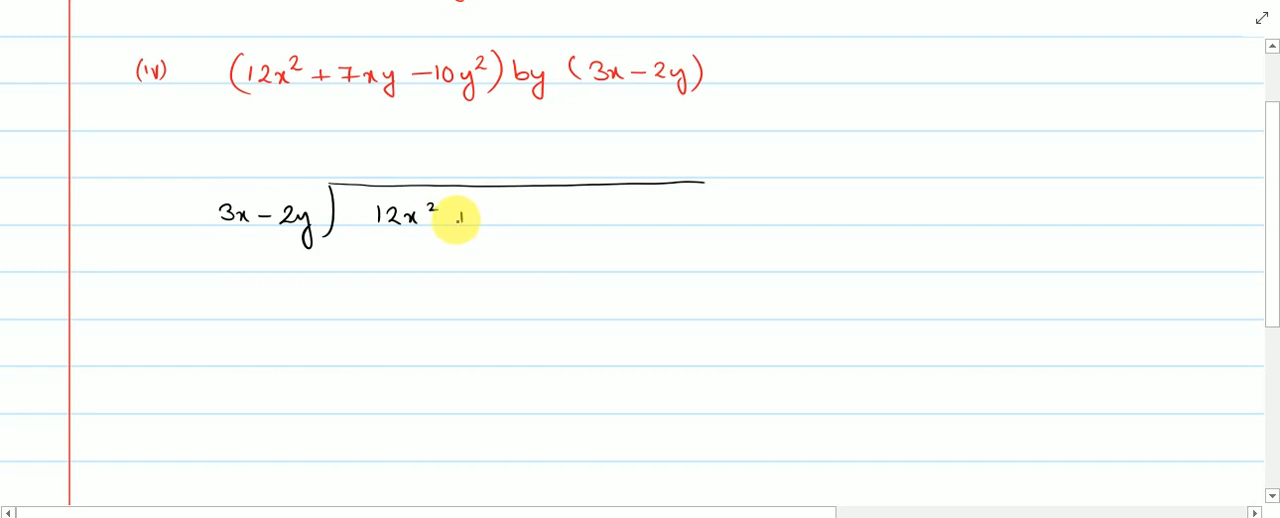 (iv) (12x² + 7xy − 10y²) by (3x − 2y)
3x − 2y) 12x²